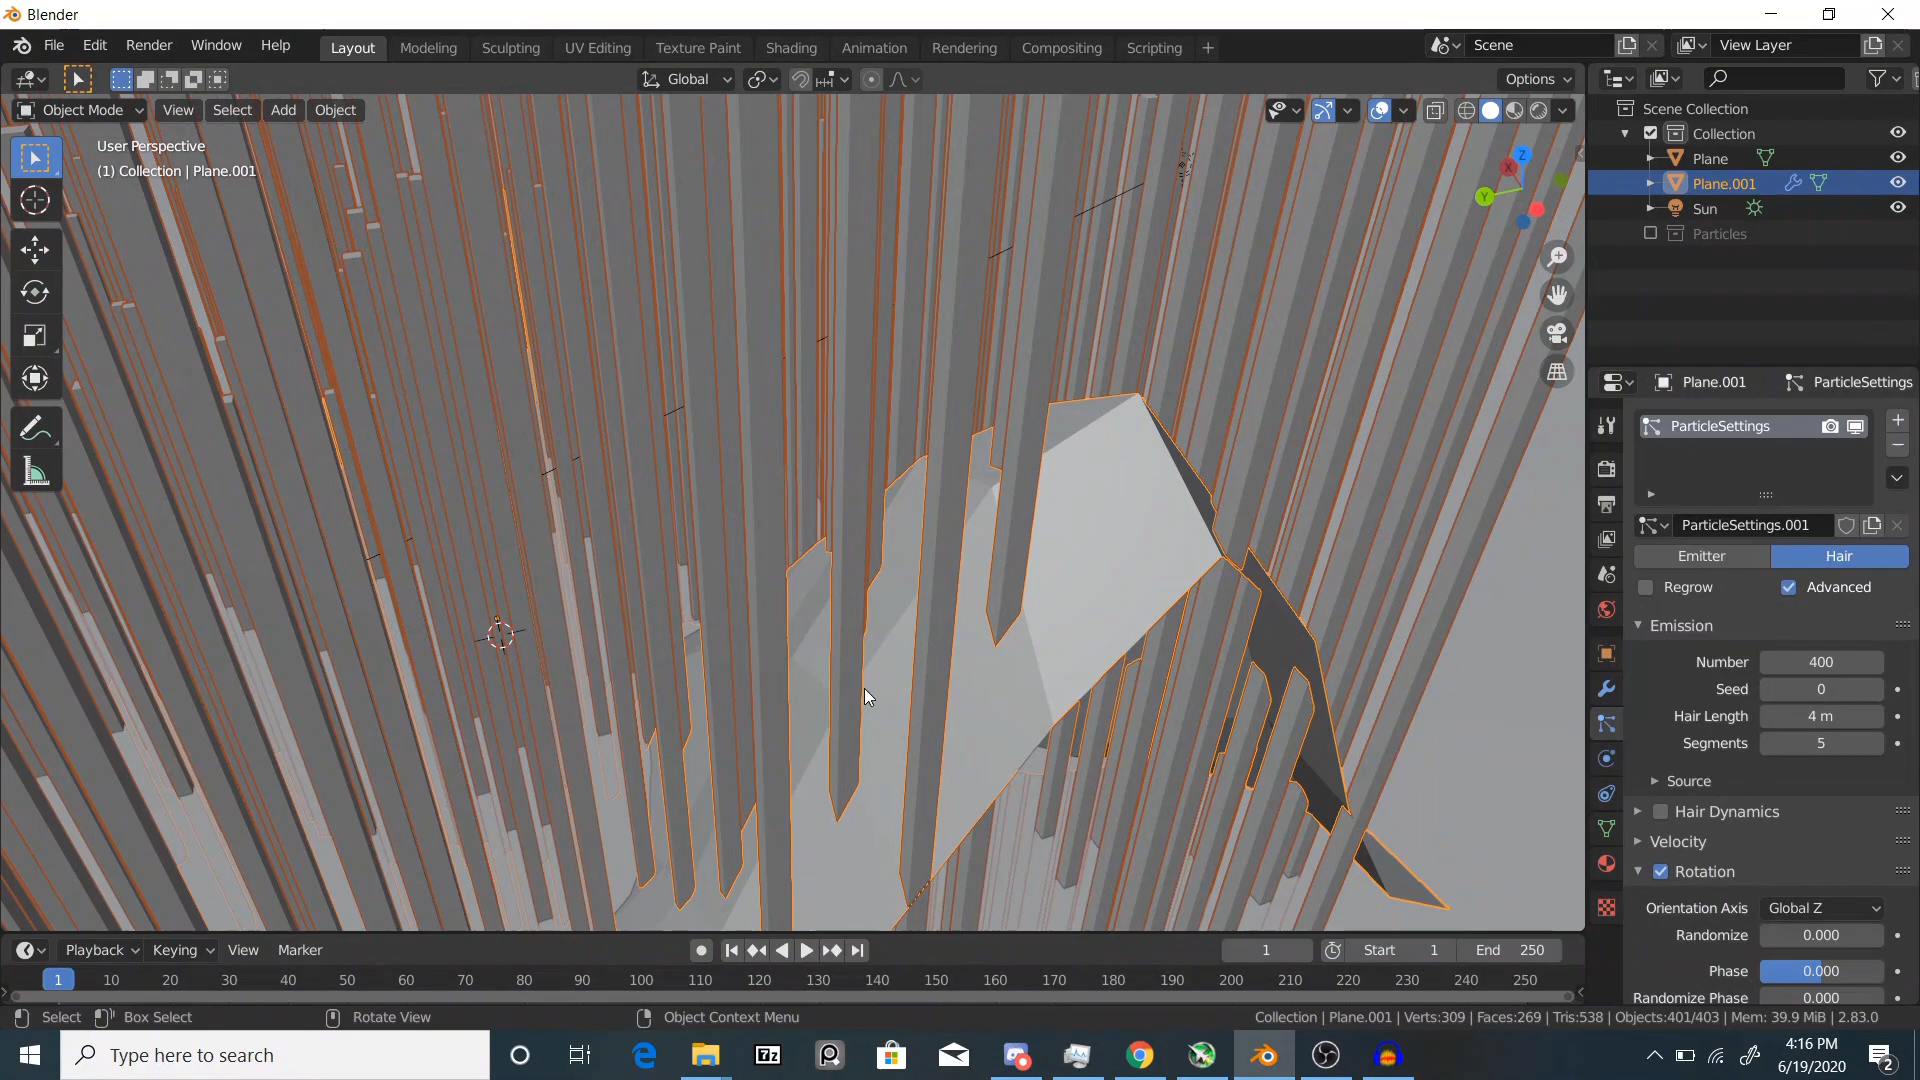 Blender
File Edit Render Window Help
Layout Modeling Sculpting UV Editing Texture Paint Shading Animation Rendering Compositing Scripting +
Scene
View Layer
Global
Options
Object Mode View Select Add Object
User Perspective
(1) Collection | Plane.001
Z
X
Y
Scene Collection
Collection
Plane
Plane.001
Sun
Particles
Plane.001 ParticleSettings
ParticleSettings
ParticleSettings.001
Emitter Hair
Regrow Advanced
Emission
Number 400
Seed 0
Hair Length 4 m
Segments 5
Source
Hair Dynamics
Velocity
Rotation
Orientation Axis Global Z
Randomize 0.000
Phase 0.000
Randomize Phase 0.000
Playback Keying View Marker
1 Start 1 End 250
1 10 20 30 40 50 60 70 80 90 100 110 120 130 140 150 160 170 180 190 200 210 220 230 240 250
Select Box Select Rotate View Object Context Menu
Collection | Plane.001 | Verts:309 | Faces:269 | Tris:538 | Objects:401/403 | Mem: 39.9 MiB | 2.83.0
Type here to search
7z
4:16 PM
6/19/2020
2